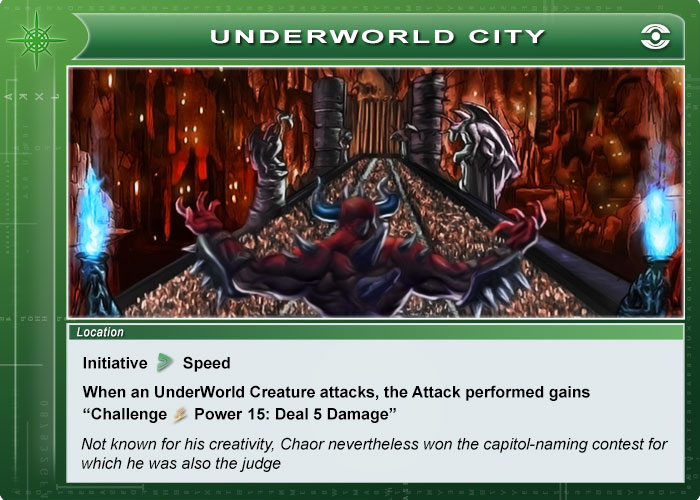 UNDERWORLD CITY
Location
Initiative Speed
When an UnderWorld Creature attacks, the Attack performed gains
“Challenge Power 15: Deal 5 Damage”
Not known for his creativity, Chaor nevertheless won the capitol-naming contest for
which he was also the judge